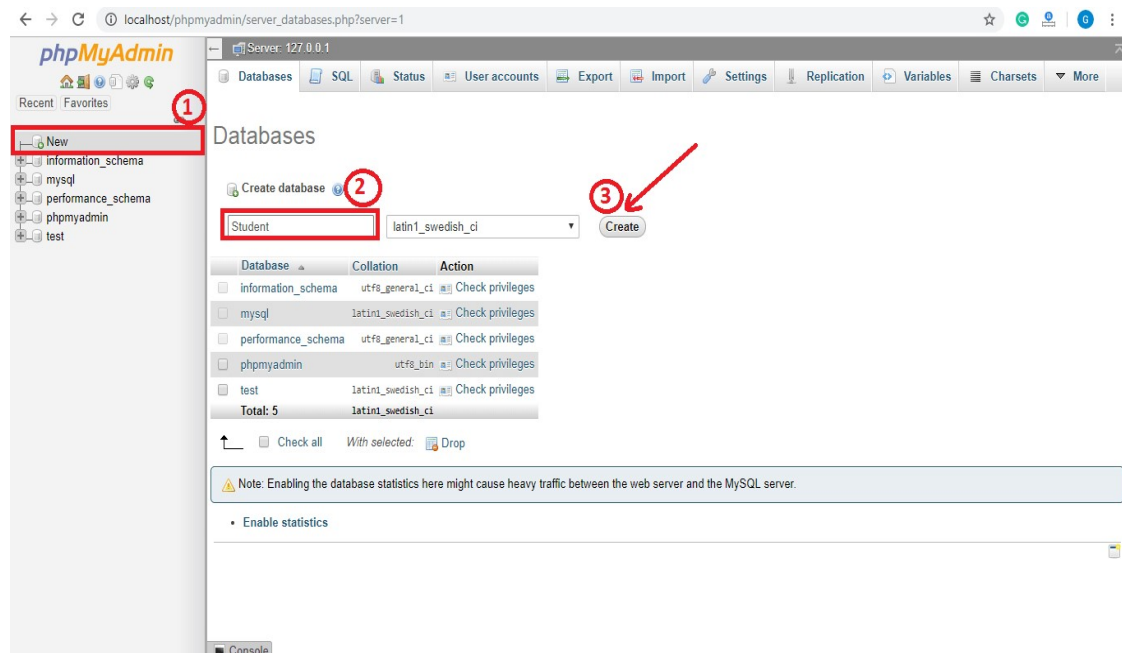 localhost/phpmyadmin/server_databases.php?server=1
phpMyAdmin
Recent Favorites
1
New
information_schema
mysql
performance_schema
phpmyadmin
test
Server: 127.0.0.1
Databases SQL Status User accounts Export Import Settings Replication Variables Charsets More
Databases
Create database
2
3
Student latin1_swedish_ci Create
Database Collation Action
information_schema utf8_general_ci Check privileges
mysql latin1_swedish_ci Check privileges
performance_schema utf8_general_ci Check privileges
phpmyadmin utf8_bin Check privileges
test latin1_swedish_ci Check privileges
Total: 5 latin1_swedish_ci
Check all With selected: Drop
Note: Enabling the database statistics here might cause heavy traffic between the web server and the MySQL server.
• Enable statistics
Console
G